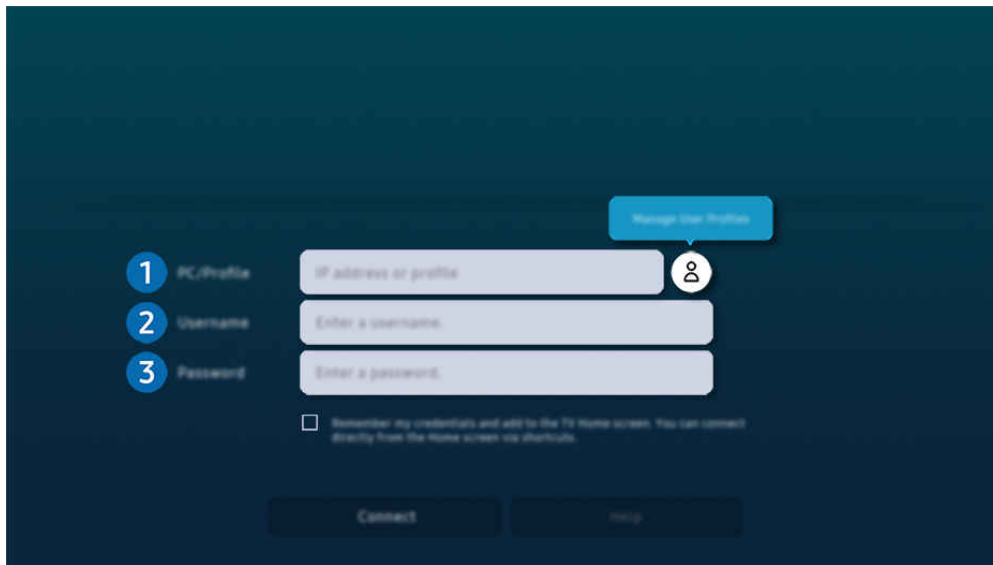 Manage User Profiles
1 PC/Profile IP address or profile
2 Username Enter a username.
3 Password Enter a password.
Remember my credentials and add to the TV Home screen. You can connect
directly from the Home screen via shortcuts.
Connect Help